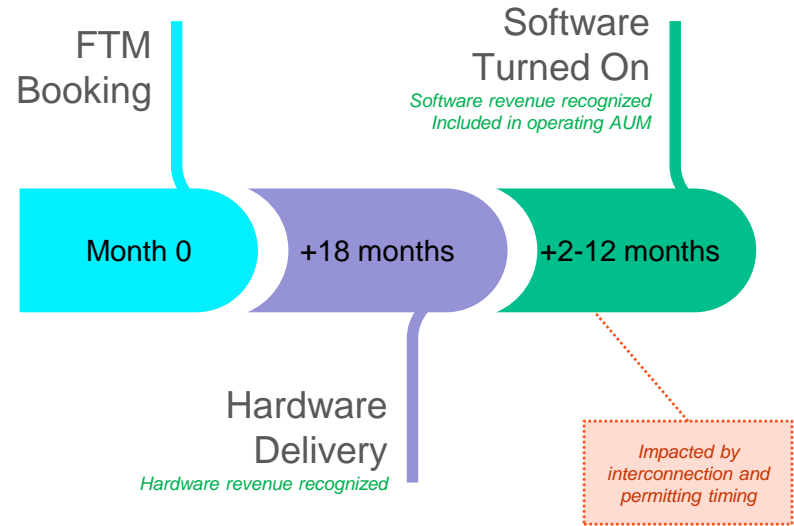 FTM
Booking
Software
Turned On
Software revenue recognized
Included in operating AUM
Month 0
+18 months
+2-12 months
Hardware
Delivery
Hardware revenue recognized
Impacted by
interconnection and
permitting timing